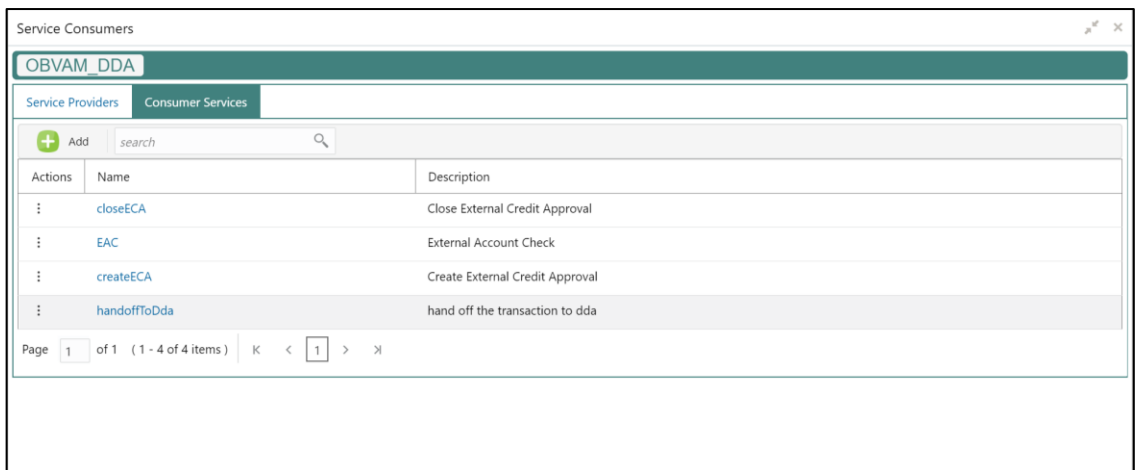 Service Consumers
OBVAM_DDA
Service Providers Consumer Services
Add search
Actions Name Description
closeECA Close External Credit Approval
EAC External Account Check
createECA Create External Credit Approval
handoffToDda hand off the transaction to dda
Page 1 of 1 ( 1 - 4 of 4 items ) 1